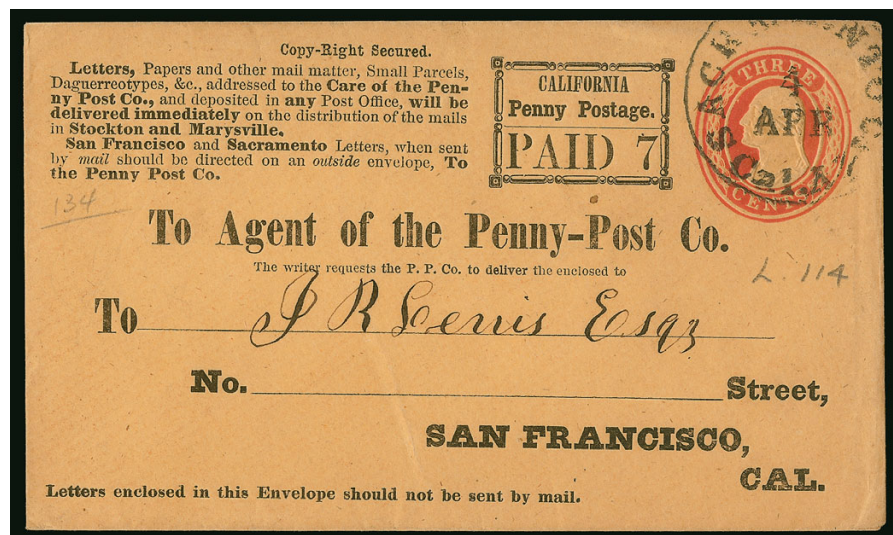 Copy-Right Secured.
Letters, Papers and other mail matter, Small Parcels,
Daguerreotypes, &c., addressed to the Care of the Pen-
ny Post Co., and deposited in any Post Office, will be
delivered immediately on the distribution of the mails
in Stockton and Marysville.
San Francisco and Sacramento Letters, when sent
by mail should be directed on an outside envelope, To
the Penny Post Co.
CALIFORNIA
Penny Postage.
PAID 7
THREE
CENTS
4
APR
Cal.
134
To Agent of the Penny-Post Co.
The writer requests the P. P. Co. to deliver the enclosed to
L. 114
To J R Lewis Esqr
No. Street,
SAN FRANCISCO,
CAL.
Letters enclosed in this Envelope should not be sent by mail.